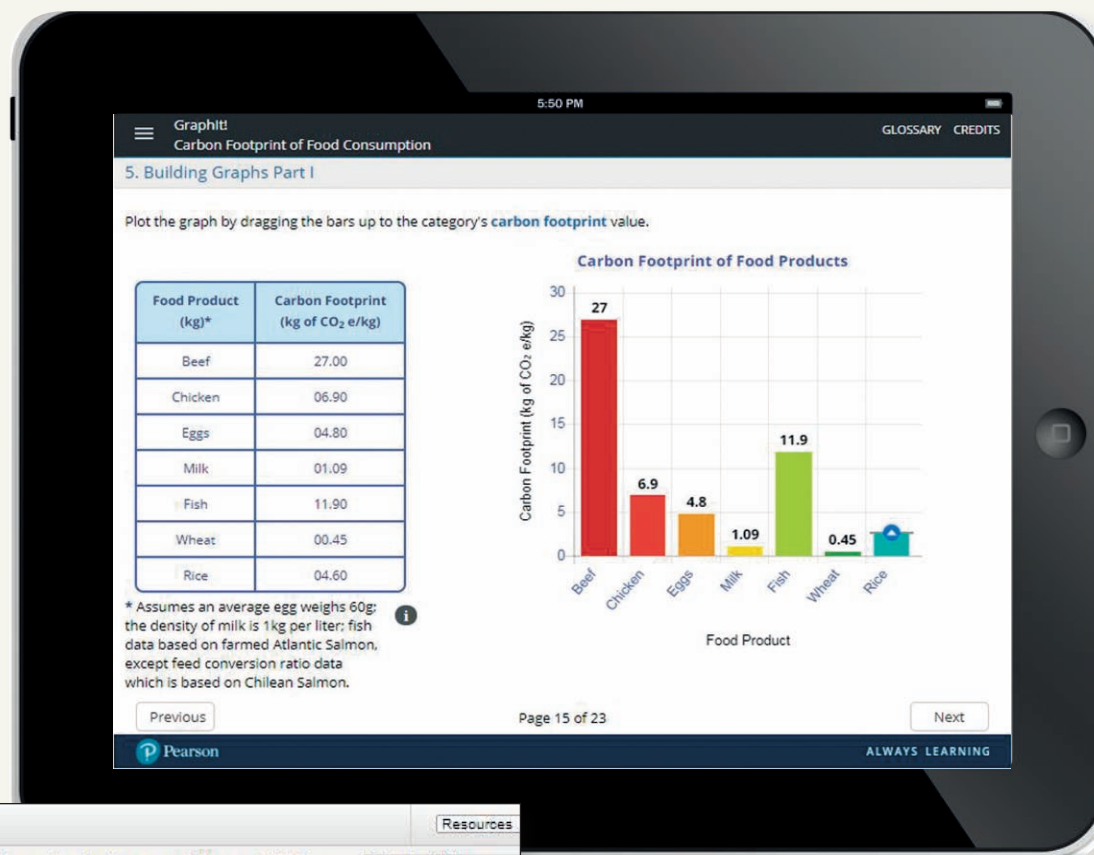 5:50 PM
GraphIt!
Carbon Footprint of Food Consumption
GLOSSARY CREDITS
5. Building Graphs Part I
Plot the graph by dragging the bars up to the category's carbon footprint value.
Food Product (kg)*
Carbon Footprint (kg of CO₂ e/kg)
Beef 27.00
Chicken 06.90
Eggs 04.80
Milk 01.09
Fish 11.90
Wheat 00.45
Rice 04.60
* Assumes an average egg weighs 60g;
the density of milk is 1kg per liter; fish
data based on farmed Atlantic Salmon,
except feed conversion ratio data
which is based on Chilean Salmon.
i
Carbon Footprint of Food Products
Carbon Footprint (kg of CO₂ e/kg)
30
25
20
15
10
5
0
27
6.9
4.8
1.09
11.9
0.45
Beef
Chicken
Eggs
Milk
Fish
Wheat
Rice
Food Product
Previous
Page 15 of 23
Next
P Pearson
ALWAYS LEARNING
Resources